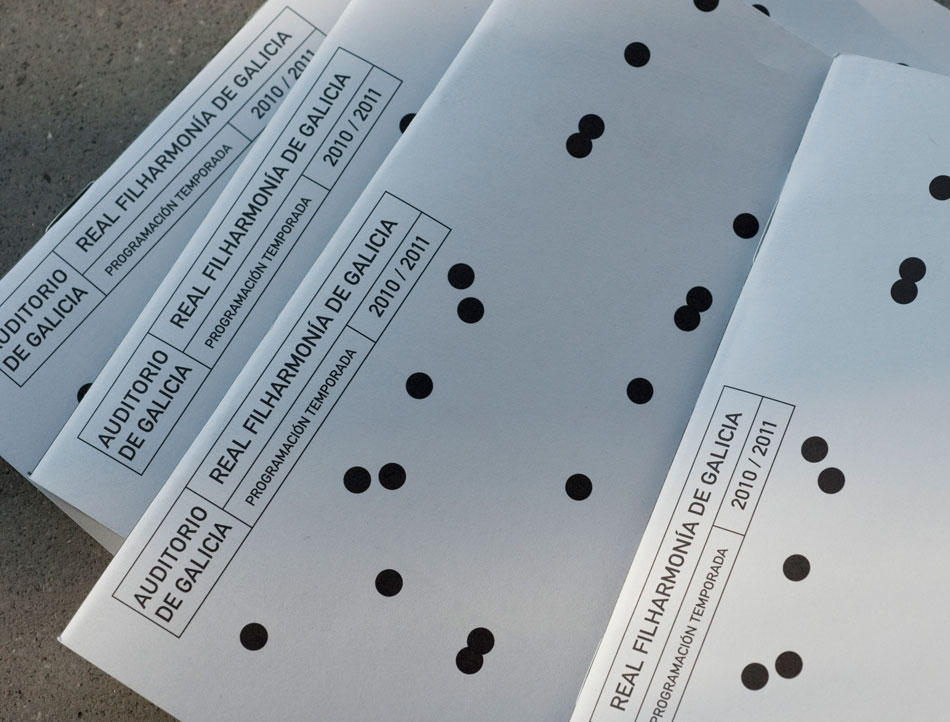 AUDITORIO
DE GALICIA
REAL FILHARMONÍA DE GALICIA
PROGRAMACIÓN TEMPORADA
2010 / 2011
AUDITORIO
DE GALICIA
REAL FILHARMONÍA DE GALICIA
PROGRAMACIÓN TEMPORADA
2010 / 2011
AUDITORIO
DE GALICIA
REAL FILHARMONÍA DE GALICIA
PROGRAMACIÓN TEMPORADA
2010 / 2011
REAL FILHARMONÍA DE GALICIA
PROGRAMACIÓN TEMPORADA
2010 / 2011